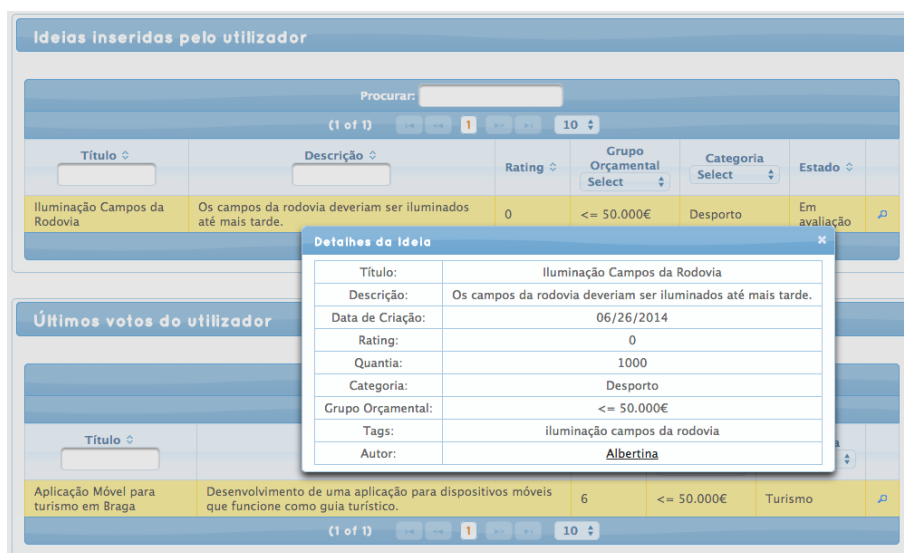 Ideias inseridas pelo utilizador
Procurar:
(1 of 1) 1 10
Título Descrição Rating Grupo Orçamental Categoria Estado
Select Select
Iluminação Campos da Rodovia
Os campos da rodovia deveriam ser iluminados até mais tarde.
0 <= 50.000€ Desporto Em avaliação
Detalhes da Ideia
Título: Iluminação Campos da Rodovia
Descrição: Os campos da rodovia deveriam ser iluminados até mais tarde.
Data de Criação: 06/26/2014
Rating: 0
Quantia: 1000
Categoria: Desporto
Grupo Orçamental: <= 50.000€
Tags: iluminação campos da rodovia
Autor: Albertina
Últimos votos do utilizador
Título
Aplicação Móvel para turismo em Braga
Desenvolvimento de uma aplicação para dispositivos móveis que funcione como guia turístico.
6 <= 50.000€ Turismo
(1 of 1) 1 10